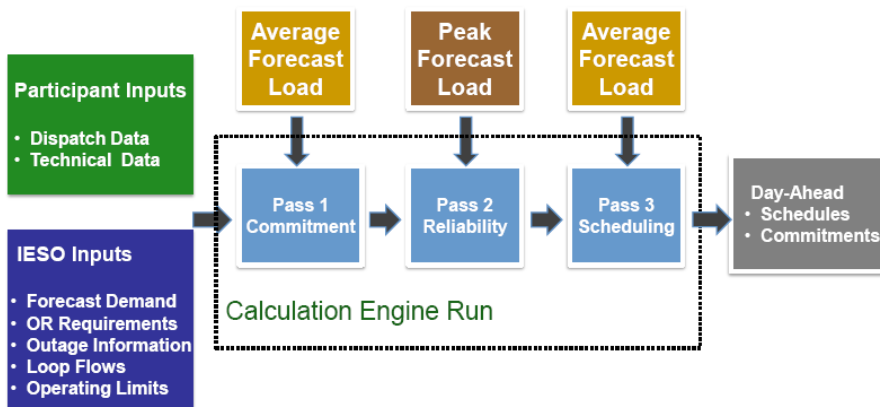 Average
Forecast
Load
Peak
Forecast
Load
Average
Forecast
Load
Participant Inputs
• Dispatch Data
• Technical Data
Pass 1
Commitment
Pass 2
Reliability
Pass 3
Scheduling
Day-Ahead
• Schedules
• Commitments
IESO Inputs
• Forecast Demand
• OR Requirements
• Outage Information
• Loop Flows
• Operating Limits
Calculation Engine Run